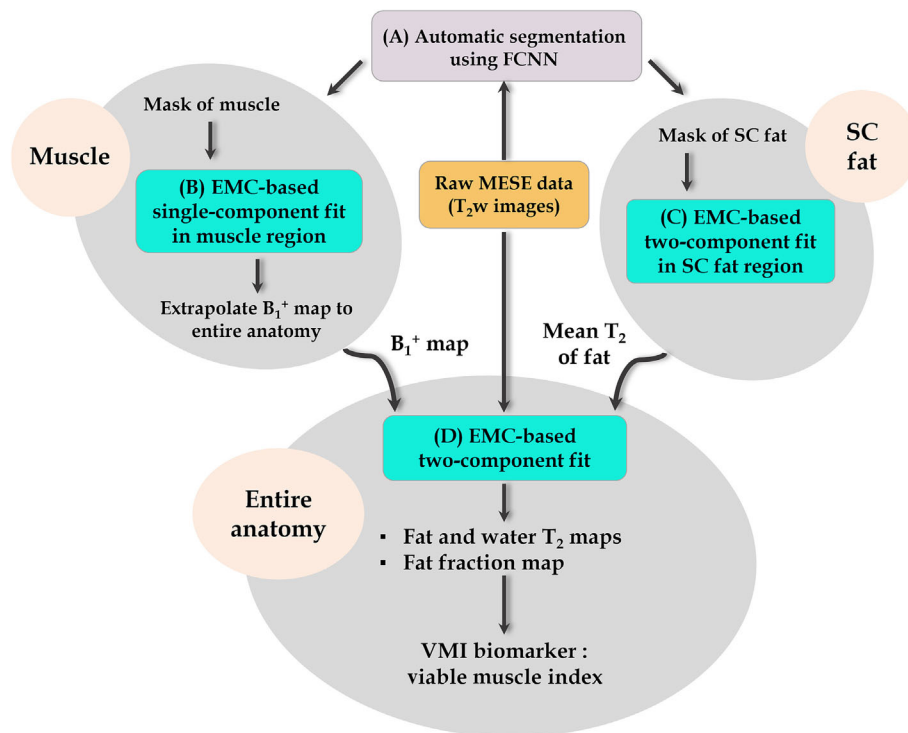 (A) Automatic segmentation
using FCNN
Mask of muscle
Muscle
(B) EMC-based
single-component fit
in muscle region
Extrapolate B₁⁺ map to
entire anatomy
Raw MESE data
(T₂w images)
Mask of SC fat
SC
fat
(C) EMC-based
two-component fit
in SC fat region
B₁⁺ map
Mean T₂
of fat
(D) EMC-based
two-component fit
Entire
anatomy
▪ Fat and water T₂ maps
▪ Fat fraction map
VMI biomarker :
viable muscle index